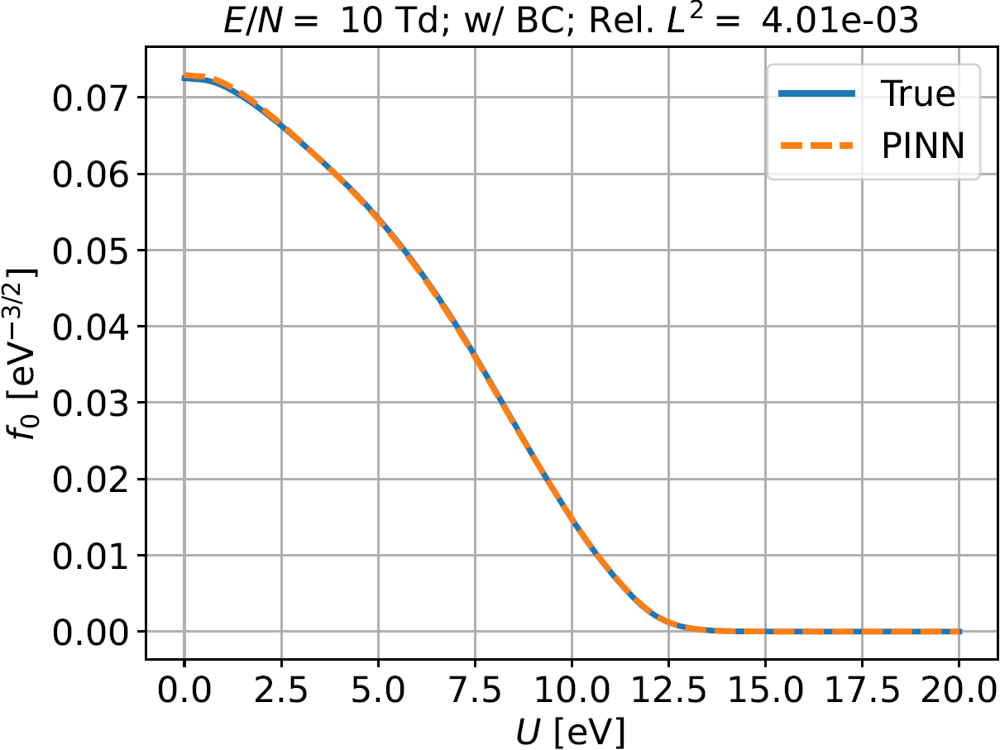 E/N = 10 Td; w/ BC; Rel. L² = 4.01e-03
True
PINN
0.07
0.06
0.05
0.04
0.03
0.02
0.01
0.00
f₀ [eV⁻³ᐟ²]
0.0 2.5 5.0 7.5 10.0 12.5 15.0 17.5 20.0
U [eV]